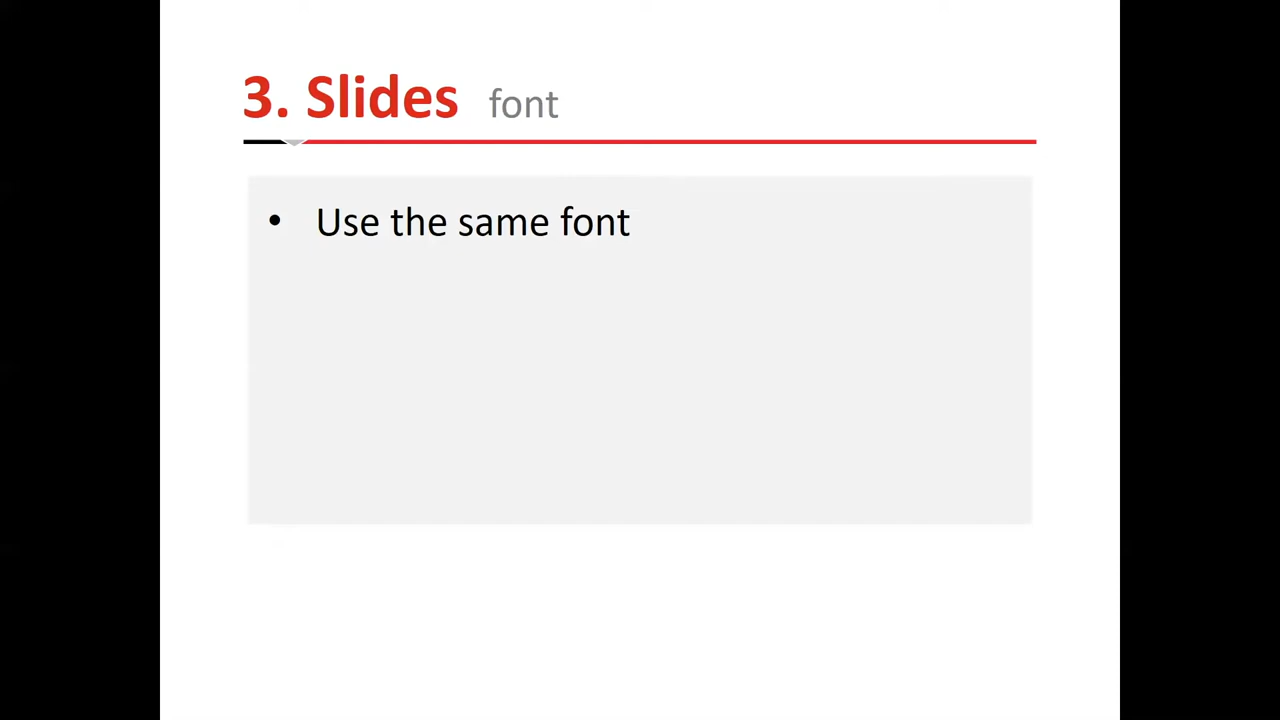 3. Slides font
• Use the same font